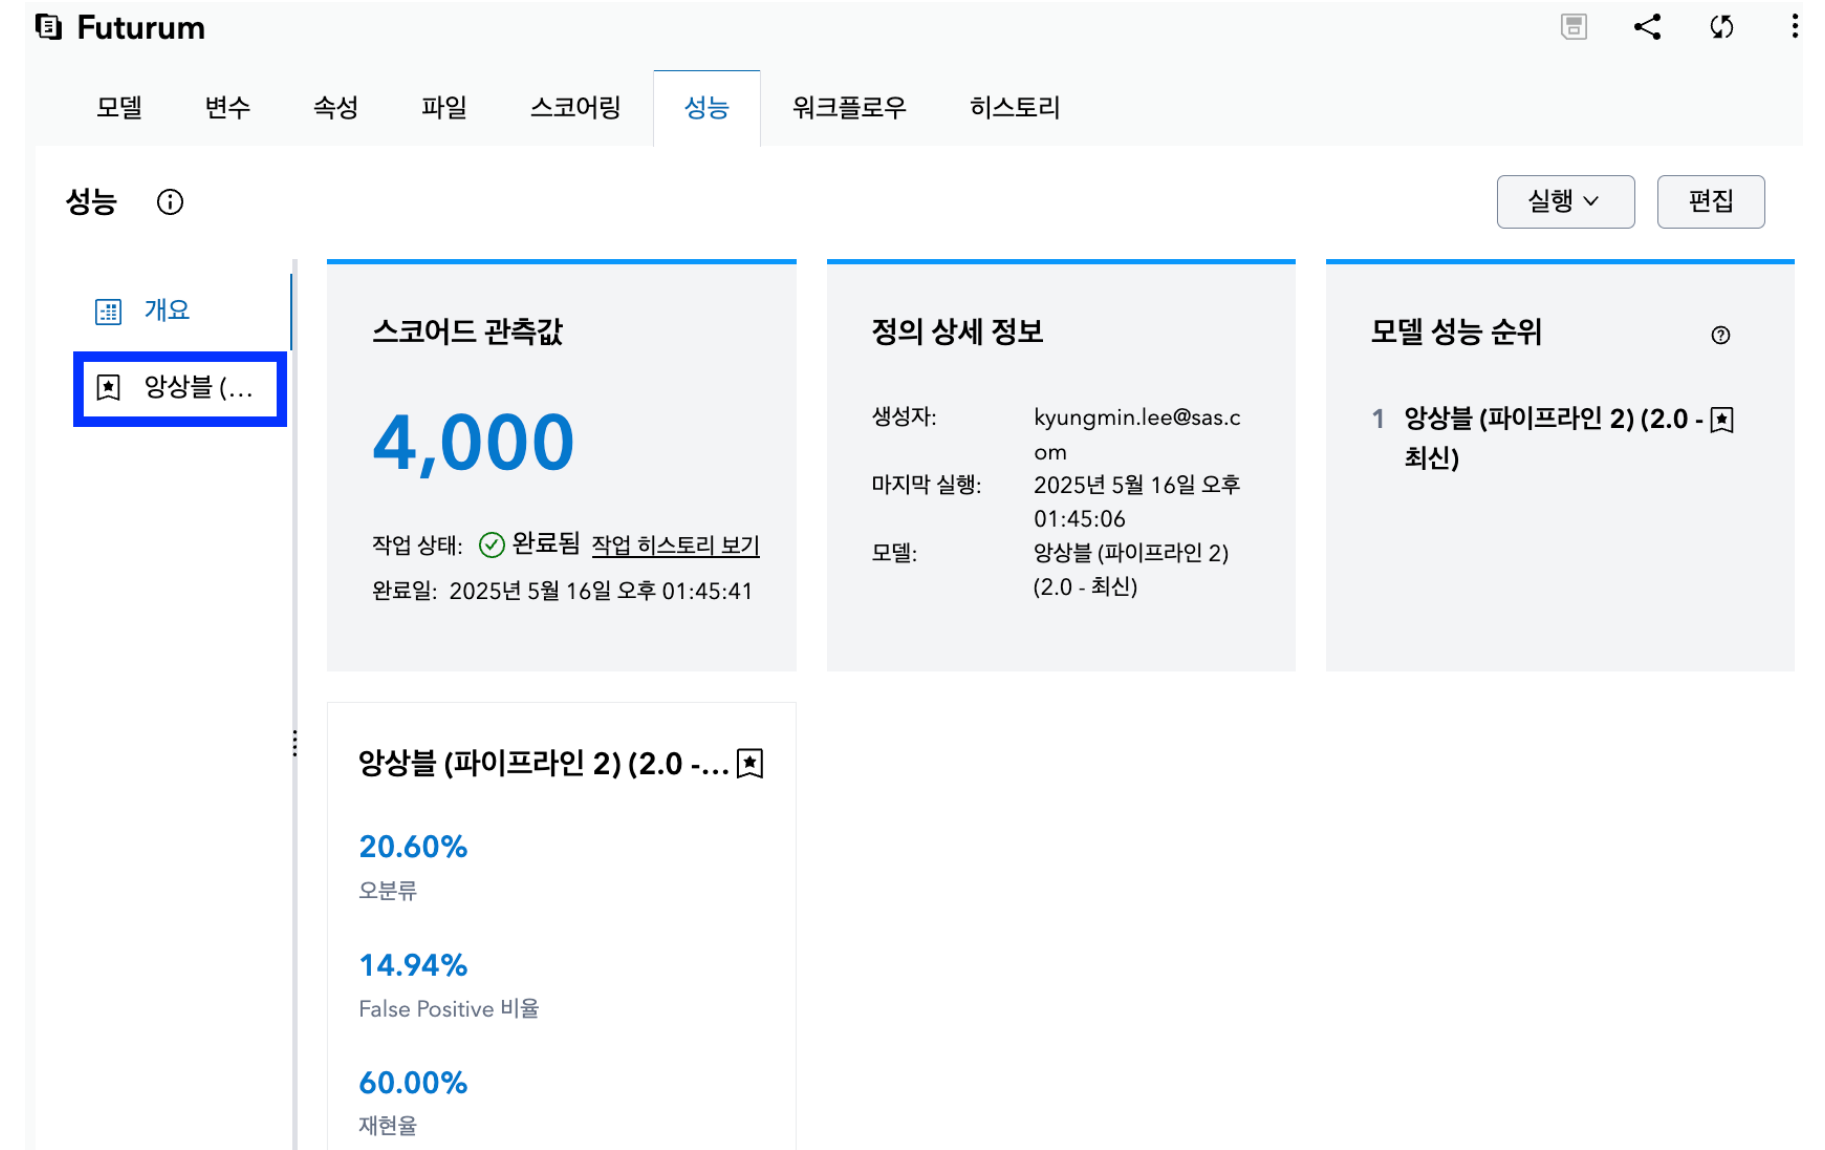 Futurum
모델 변수 속성 파일 스코어링 성능 워크플로우 히스토리
성능
실행
편집
개요
앙상블 (...
스코어드 관측값
4,000
작업 상태: 완료됨 작업 히스토리 보기
완료일: 2025년 5월 16일 오후 01:45:41
정의 상세 정보
생성자: kyungmin.lee@sas.c
om
마지막 실행: 2025년 5월 16일 오후
01:45:06
모델: 앙상블 (파이프라인 2)
(2.0 - 최신)
모델 성능 순위
1 앙상블 (파이프라인 2) (2.0 -
최신)
앙상블 (파이프라인 2) (2.0 -...
20.60%
오분류
14.94%
False Positive 비율
60.00%
재현율